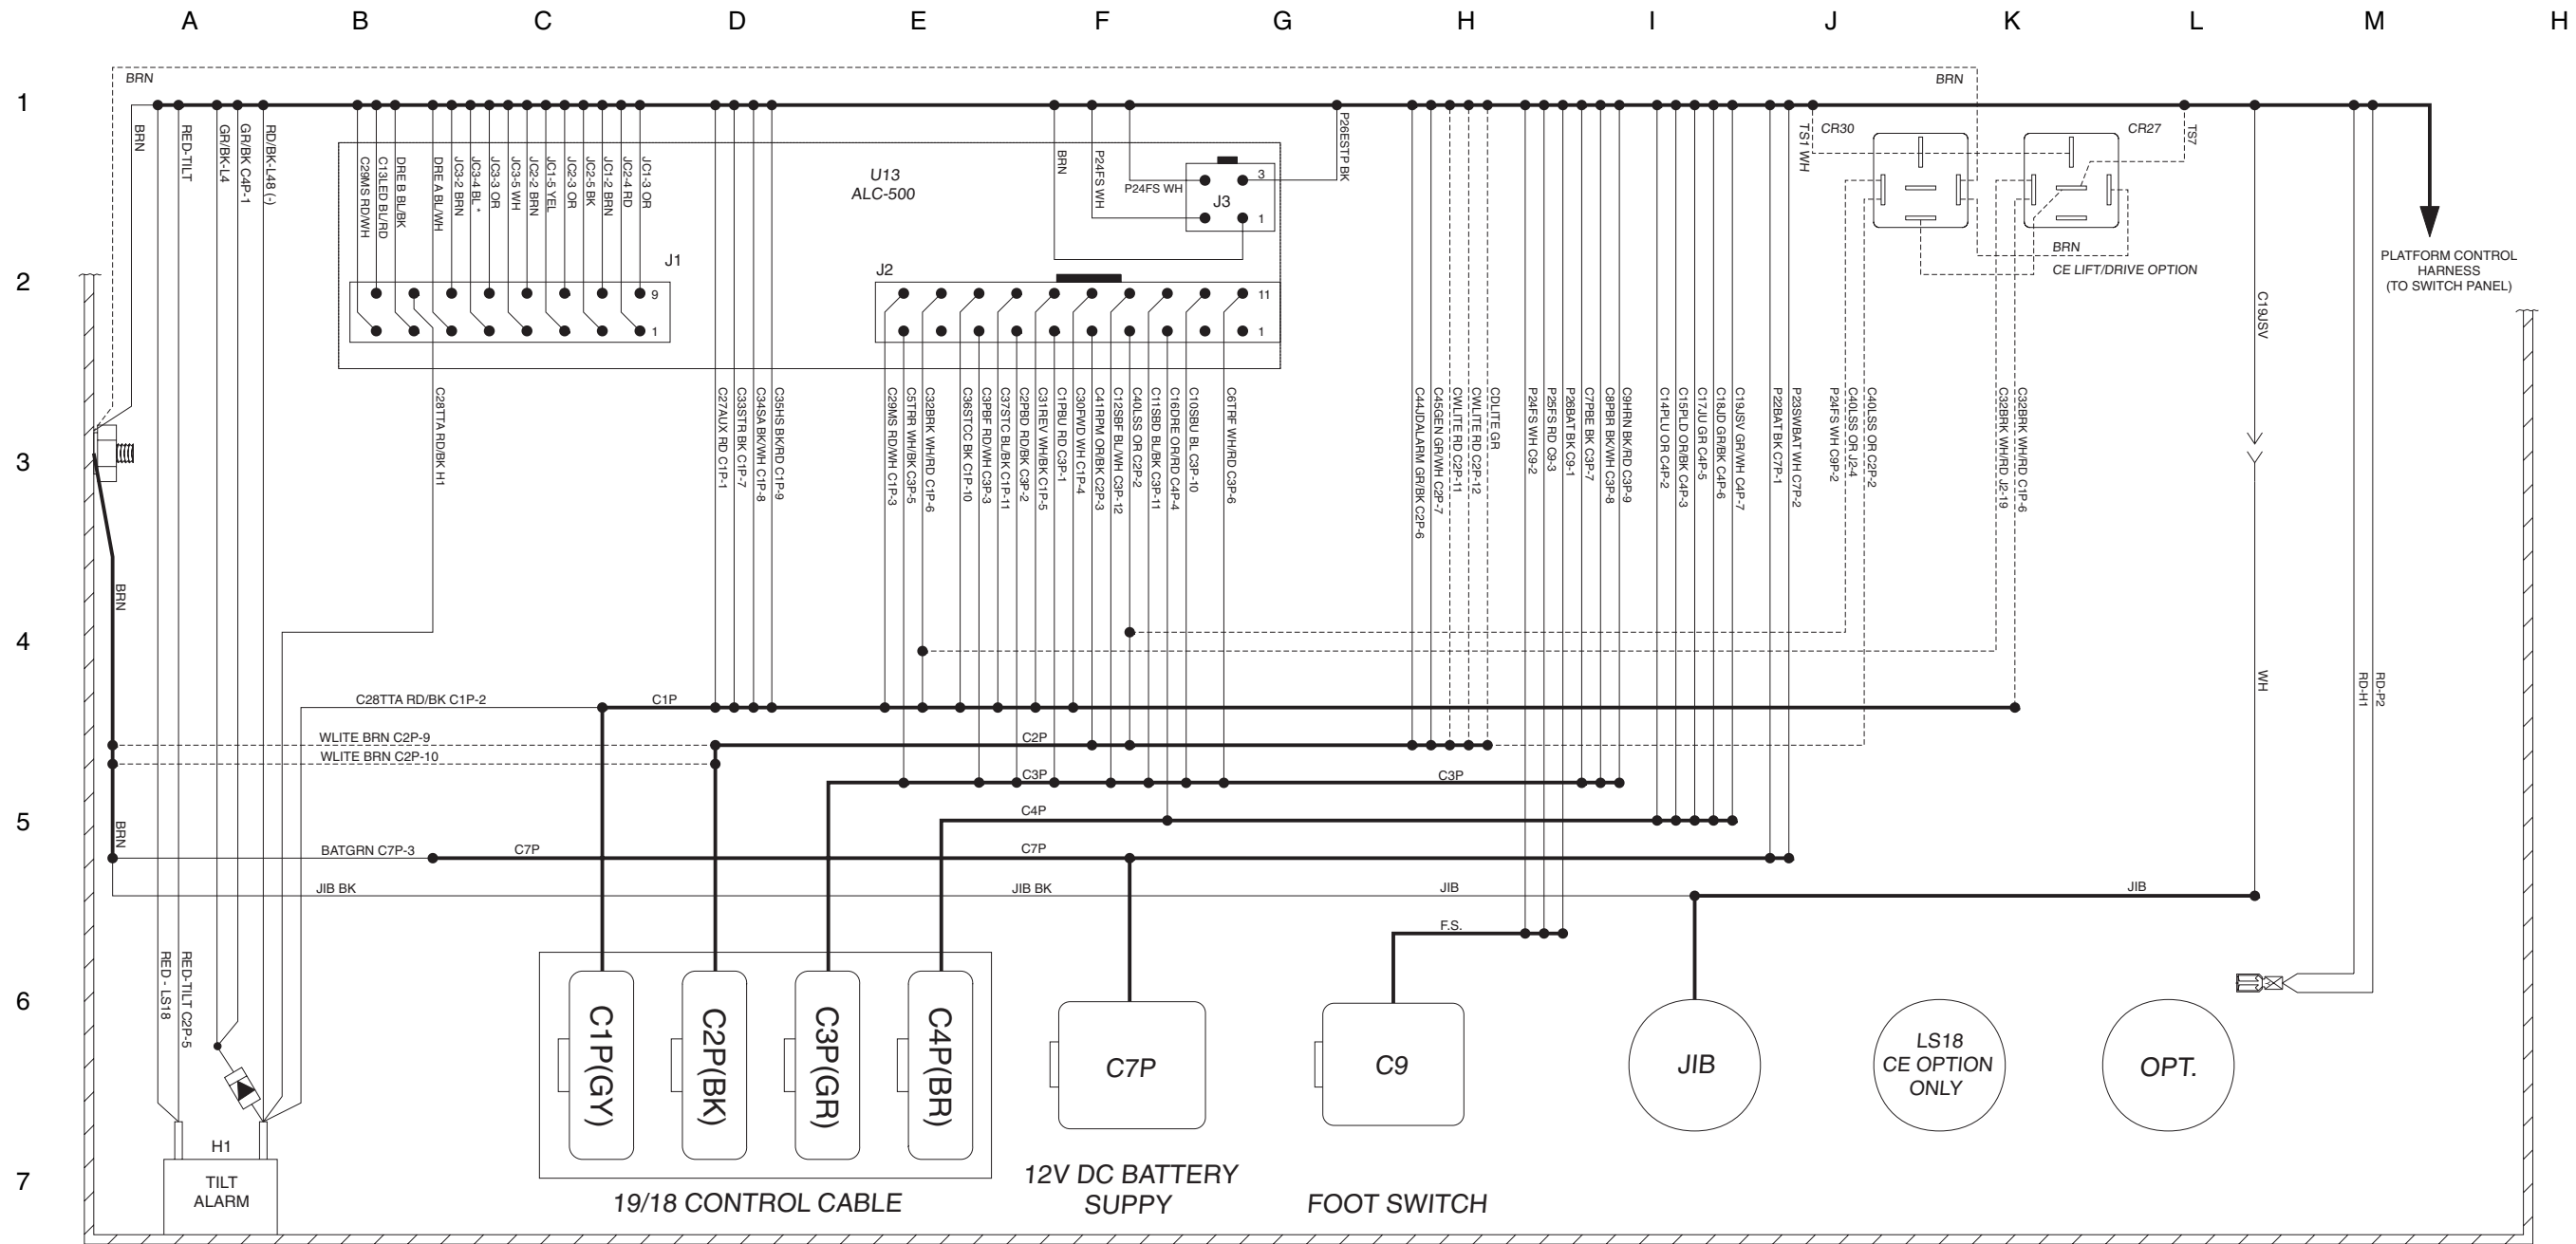 A B C D E F G H I J K L M H
1
2
3
4
5
6
7
BRN
BRN
BRN
RED-TILT
GR/BK-L4
GR/BK C4P-1
RD/BK-L48 (-)
C29MS RD/WH
C13LED BL/RD
DRE B BL/BK
DRE A BL/WH
JC3-2 BRN
JC3-4 BL *
JC3-3 OR
JC3-5 WH
JC2-2 BRN
JC1-5 YEL
JC2-3 OR
JC2-5 BK
JC1-2 BRN
JC2-4 RD
JC1-3 OR
U13
ALC-500
BRN
P24FS WH
P24FS WH
P26ESTP BK
3
J3
1
TS1 WH
CR30
CR27
TS7
BRN
CE LIFT/DRIVE OPTION
PLATFORM CONTROL
HARNESS
(TO SWITCH PANEL)
J1
9
1
J2
11
1
C19JSV
C28TTA RD/BK H1
C27AUX RD C1P-1
C33STR BK C1P-7
C34SA BK/WH C1P-8
C35HS BK/RD C1P-9
C29MS RD/WH C1P-3
C5TRR WH/BK C3P-5
C32BRK WH/RD C1P-6
C36STCC BK C1P-10
C3PBF RD/WH C3P-3
C37STC BL/BK C1P-11
C2PBD RD/BK C3P-2
C31REV WH/BK C1P-5
C1PBU RD C3P-1
C30FWD WH C1P-4
C41RPM OR/BK C2P-3
C12SBF BL/WH C3P-12
C40LSS OR C2P-2
C11SBD BL/BK C3P-11
C16DRE OR/RD C4P-4
C10SBU BL C3P-10
C6TRF WH/RD C3P-6
C44JDALARM GR/BK C2P-6
C45GEN GR/WH C2P-7
CWLITE RD C2P-11
CWLITE RD C2P-12
CDLITE GR
P24FS WH C9-2
P25FS RD C9-3
P26BAT BK C9-1
C7PBE BK C3P-7
C8PBR BK/WH C3P-8
C9HRN BK/RD C3P-9
C14PLU OR C4P-2
C15PLD OR/BK C4P-3
C17JU GR C4P-5
C18JD GR/BK C4P-6
C19JSV GR/WH C4P-7
P22BAT BK C7P-1
P23SWBAT WH C7P-2
P24FS WH C9P-2
C40LSS OR J2-4
C40LSS OR C2P-2
C32BRK WH/RD J2-19
C32BRK WH/RD C1P-6
BRN
WH
RD-H1
RD-P2
C28TTA RD/BK C1P-2
C1P
WLITE BRN C2P-9
C2P
WLITE BRN C2P-10
C3P
C3P
C4P
BRN
BATGRN C7P-3
C7P
C7P
JIB BK
JIB BK
JIB
JIB
F.S.
RED - LS18
RED-TILT C2P-5
C1P(GY)
C2P(BK)
C3P(GR)
C4P(BR)
C7P
C9
JIB
LS18
CE OPTION
ONLY
OPT.
H1
TILT
ALARM
19/18 CONTROL CABLE
12V DC BATTERY
SUPPY
FOOT SWITCH